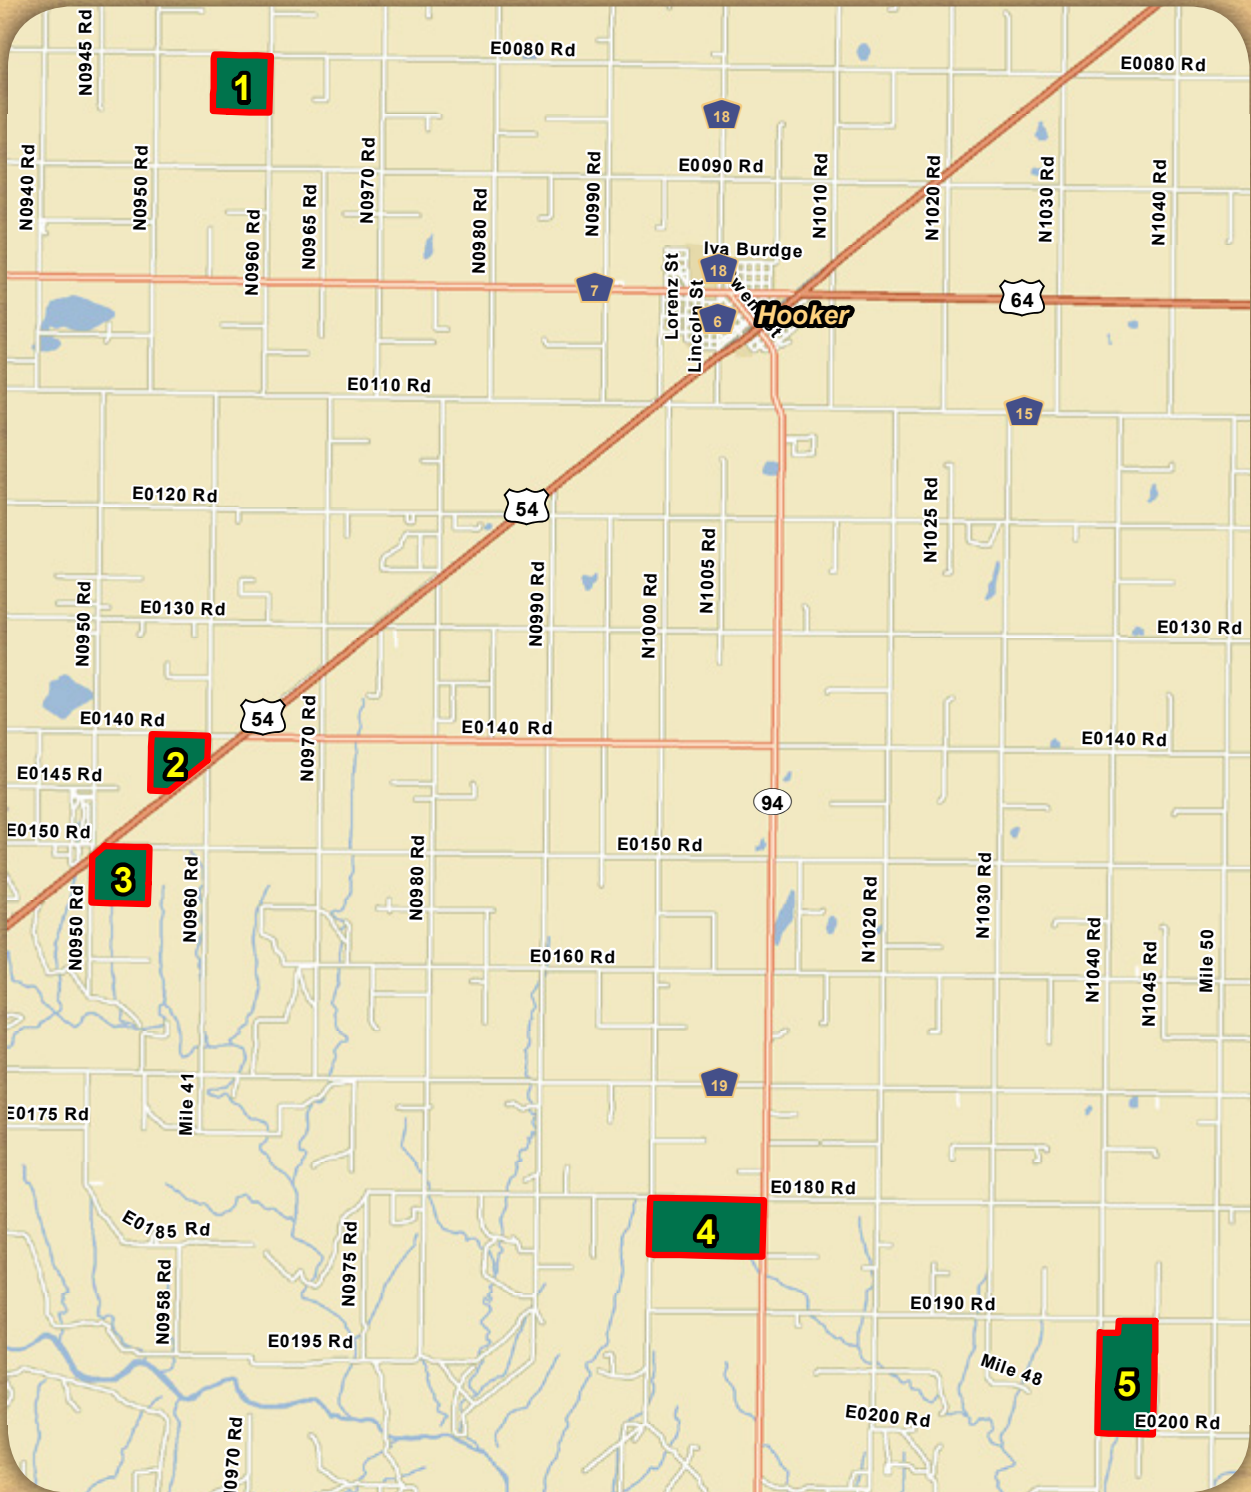 N0945 Rd
E0080 Rd
E0080 Rd
1
18
N0940 Rd
N0950 Rd
N0960 Rd
N0965 Rd
N0970 Rd
N0980 Rd
N0990 Rd
E0090 Rd
N1010 Rd
N1020 Rd
N1030 Rd
N1040 Rd
Iva Burdge
Lorenz St
Lincoln St
18
7
6
Hooker
64
E0110 Rd
15
E0120 Rd
54
N1025 Rd
N0950 Rd
E0130 Rd
N0990 Rd
N1000 Rd
N1005 Rd
E0130 Rd
E0140 Rd
54
N0970 Rd
E0140 Rd
E0140 Rd
2
E0145 Rd
94
E0150 Rd
E0150 Rd
3
N0950 Rd
N0960 Rd
N0980 Rd
N1020 Rd
N1030 Rd
N1040 Rd
N1045 Rd
Mile 50
E0160 Rd
19
Mile 41
E0175 Rd
E0180 Rd
4
E0185 Rd
N0958 Rd
N0975 Rd
E0190 Rd
E0195 Rd
Mile 48
5
E0200 Rd
E0200 Rd
N0970 Rd